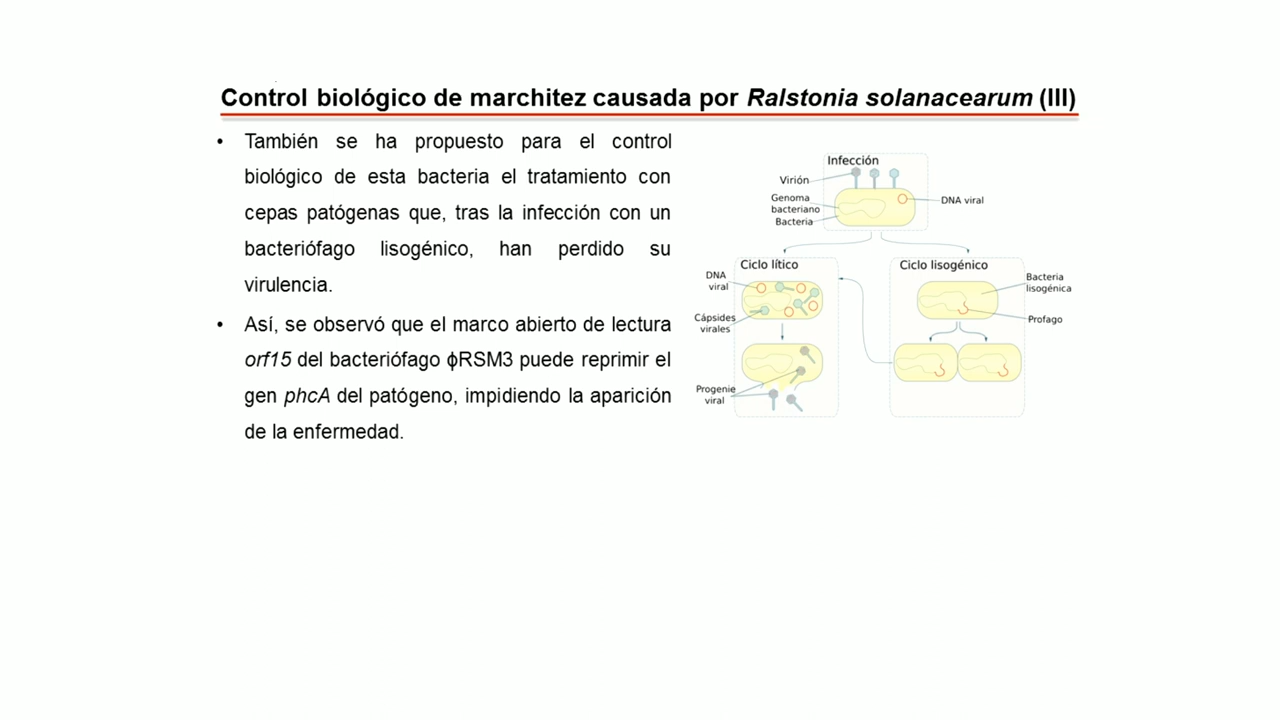 Control biológico de marchitez causada por Ralstonia solanacearum (III)
• También se ha propuesto para el control
biológico de esta bacteria el tratamiento con
cepas patógenas que, tras la infección con un
bacteriófago lisogénico, han perdido su
virulencia.
• Así, se observó que el marco abierto de lectura
orf15 del bacteriófago ϕRSM3 puede reprimir el
gen phcA del patógeno, impidiendo la aparición
de la enfermedad.
Infección
Virión
Genoma
bacteriano
Bacteria
DNA viral
Ciclo lítico
DNA
viral
Cápsides
virales
Progenie
viral
Ciclo lisogénico
Bacteria
lisogénica
Profago